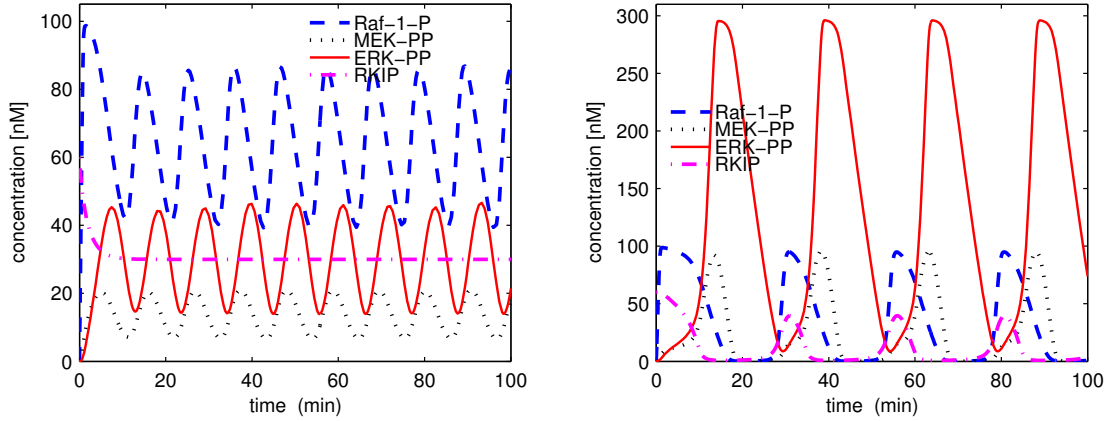 100
80
60
40
20
0
concentration [nM]
Raf−1−P
MEK−PP
ERK−PP
RKIP
0 20 40 60 80 100
time (min)
300
250
200
150
100
50
0
concentration [nM]
Raf−1−P
MEK−PP
ERK−PP
RKIP
0 20 40 60 80 100
time (min)